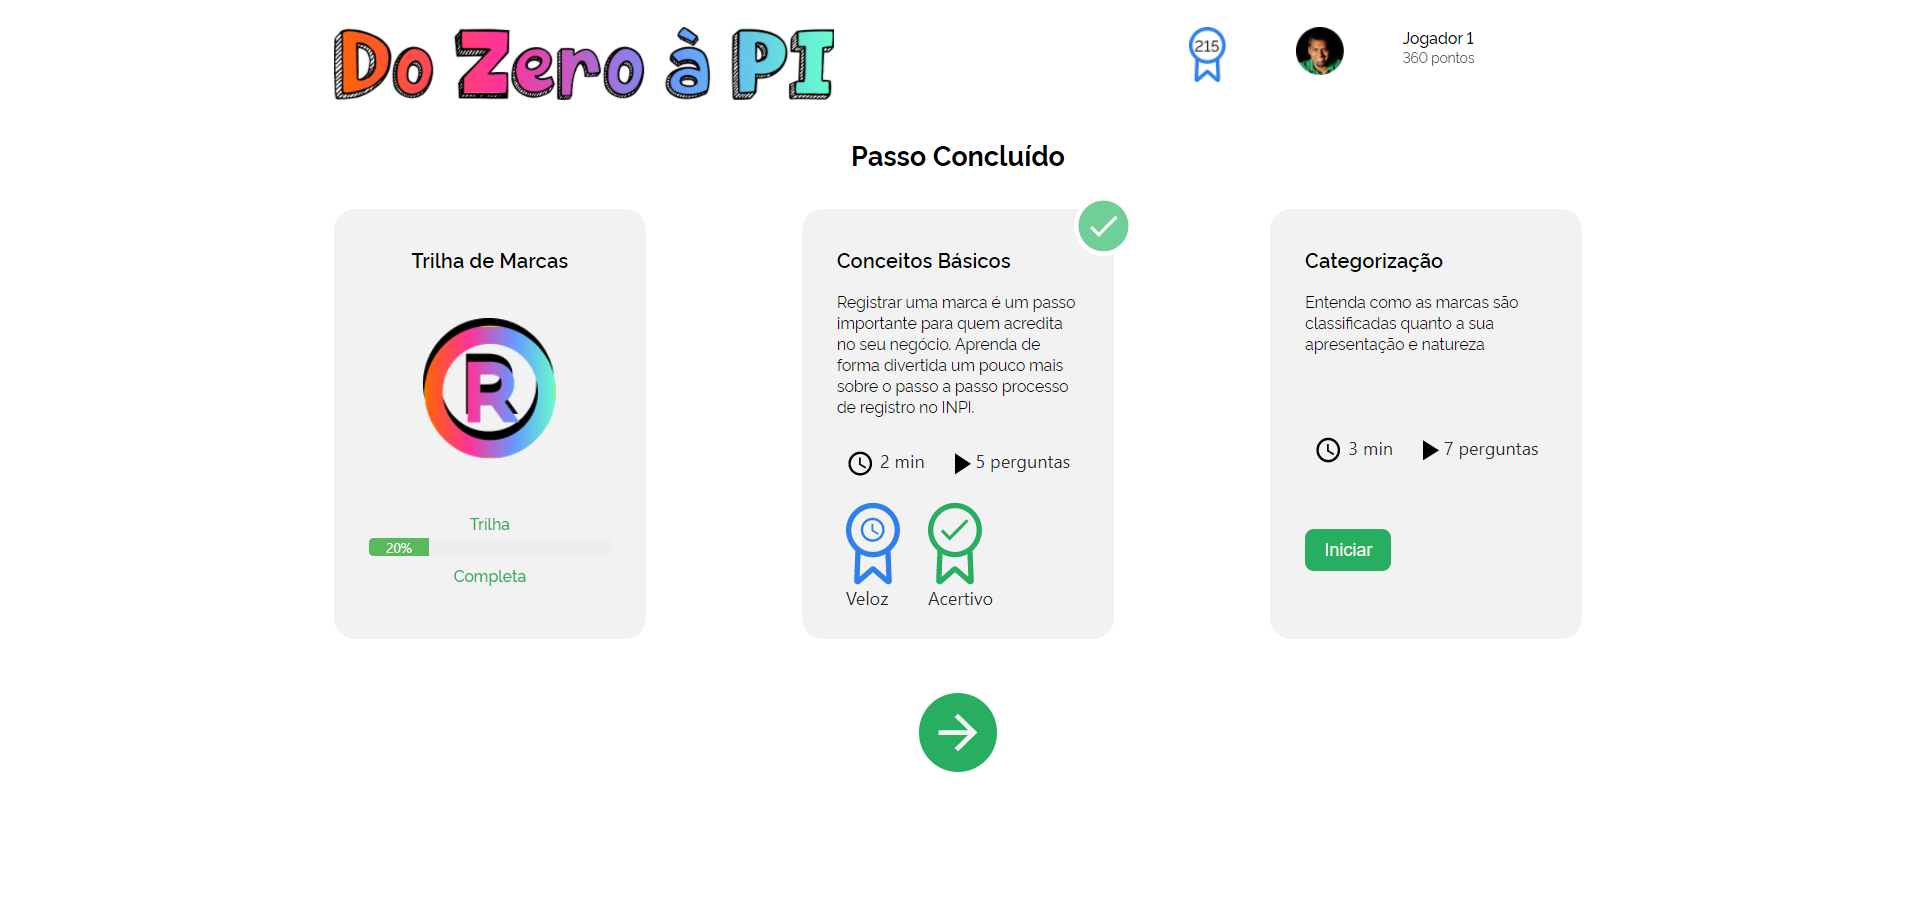 Do Zero à PI
215
Jogador 1
360 pontos
Passo Concluído
Trilha de Marcas
R
Trilha
20%
Completa
Conceitos Básicos
Registrar uma marca é um passo
importante para quem acredita
no seu negócio. Aprenda de
forma divertida um pouco mais
sobre o passo a passo processo
de registro no INPI.
2 min
5 perguntas
Veloz
Acertivo
Categorização
Entenda como as marcas são
classificadas quanto a sua
apresentação e natureza
3 min
7 perguntas
Iniciar